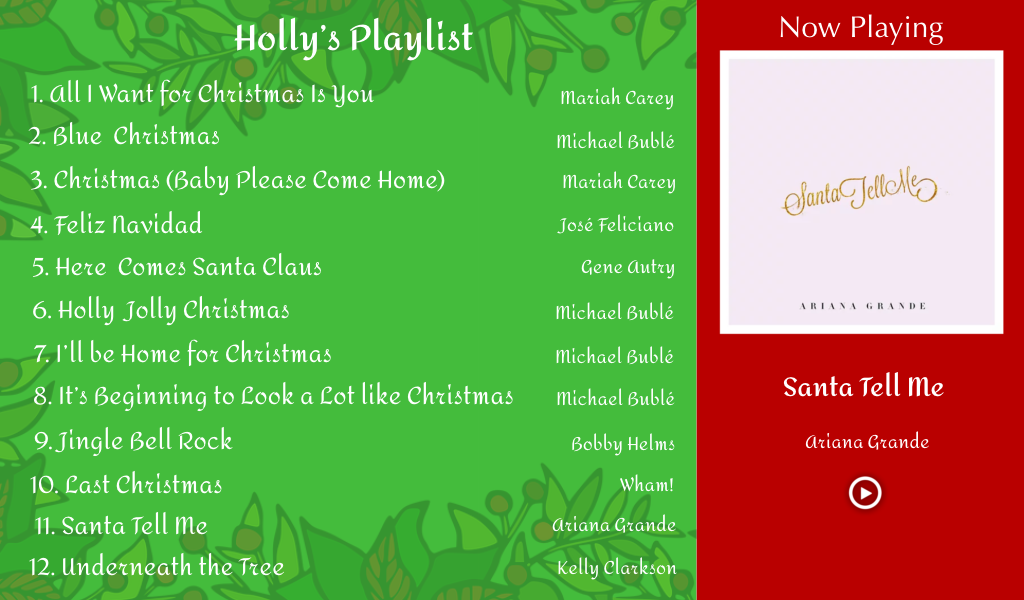 Holly's Playlist
1. All I Want for Christmas Is You Mariah Carey
2. Blue Christmas Michael Bublé
3. Christmas (Baby Please Come Home) Mariah Carey
4. Feliz Navidad José Feliciano
5. Here Comes Santa Claus Gene Autry
6. Holly Jolly Christmas Michael Bublé
7. I'll be Home for Christmas Michael Bublé
8. It's Beginning to Look a Lot like Christmas Michael Bublé
9. Jingle Bell Rock Bobby Helms
10. Last Christmas Wham!
11. Santa Tell Me Ariana Grande
12. Underneath the Tree Kelly Clarkson
Now Playing
Santa Tell Me
ARIANA GRANDE
Santa Tell Me
Ariana Grande